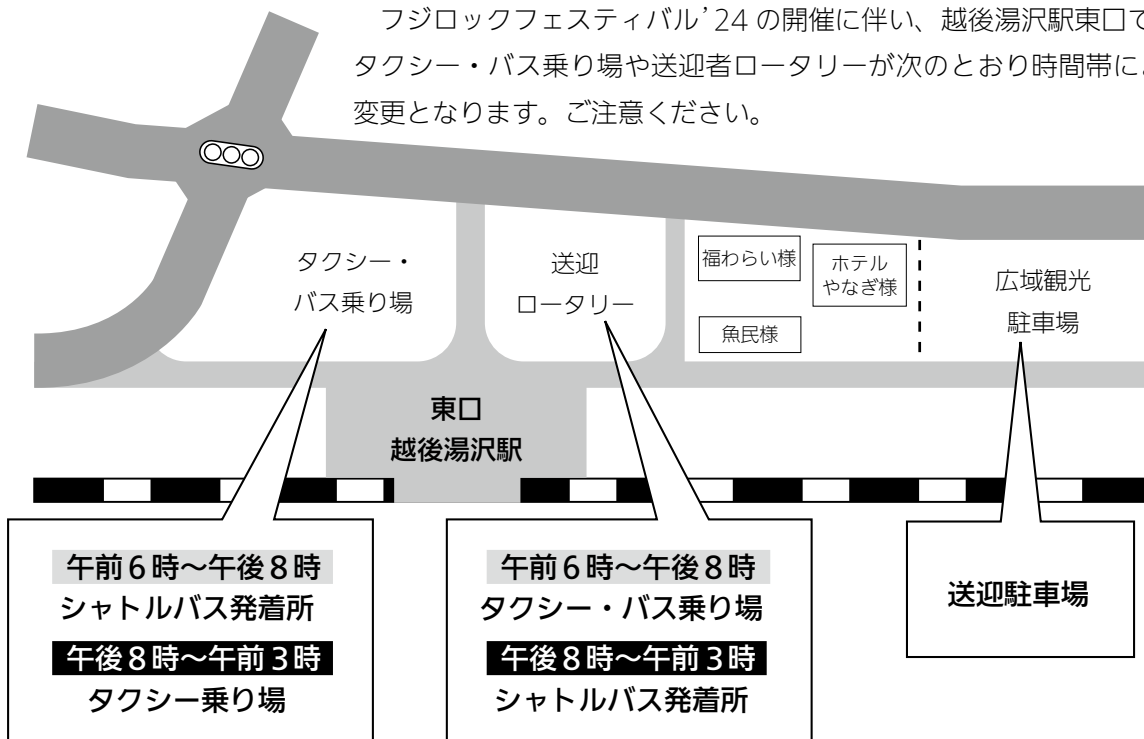 フジロックフェスティバル’24の開催に伴い、越後湯沢駅東口で
タクシー・バス乗り場や送迎者ロータリーが次のとおり時間帯に
変更となります。ご注意ください。
タクシー・
バス乗り場
送迎
ロータリー
福わらい様
ホテル
やなぎ様
魚民様
広域観光
駐車場
東口
越後湯沢駅
午前6時～午後8時
シャトルバス発着所
午後8時～午前3時
タクシー乗り場
午前6時～午後8時
タクシー・バス乗り場
午後8時～午前3時
シャトルバス発着所
送迎駐車場